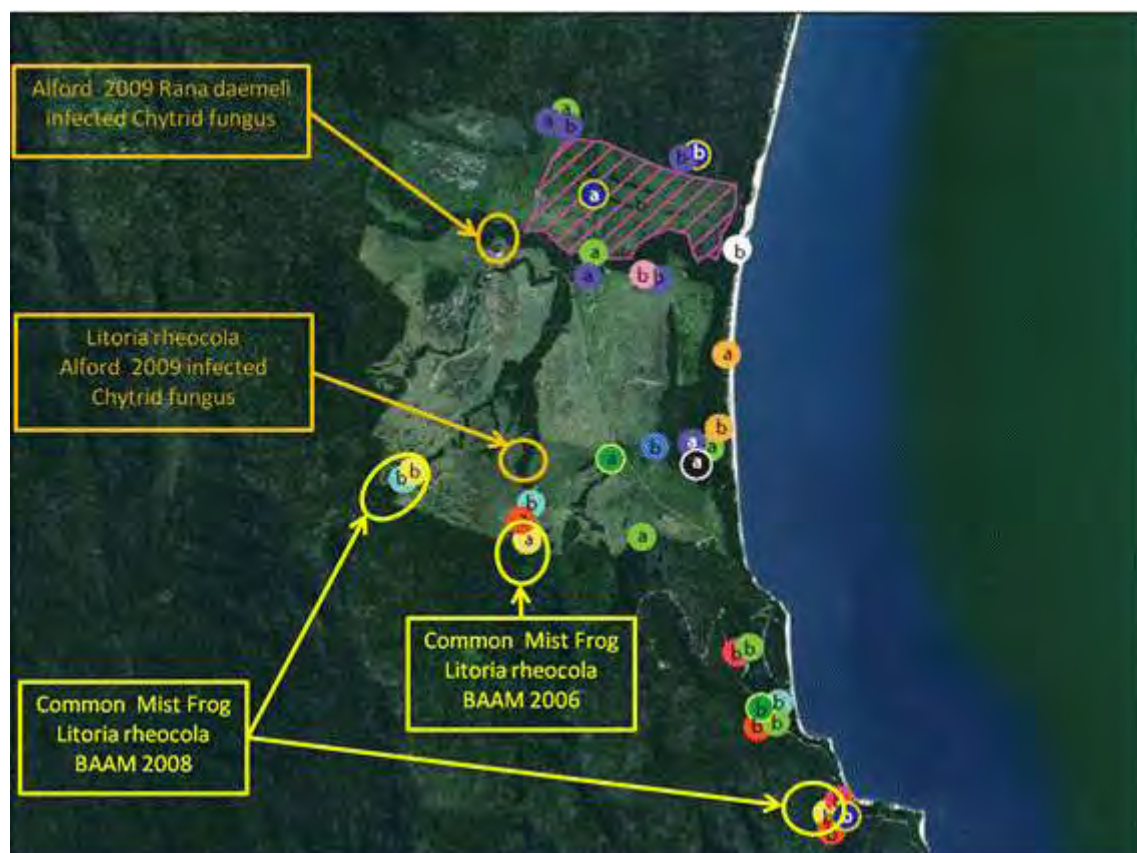 Alford 2009 Rana daemeli
infected Chytrid fungus
a
a b
b b
a
a
b
a
b b
Litoria rheocola
Alford 2009 infected
Chytrid fungus
a
b
a
a
b
a
a
b b
b
a
Common Mist Frog
Litoria rheocola
BAAM 2006
b b
Common Mist Frog
Litoria rheocola
BAAM 2008
b
b b
b